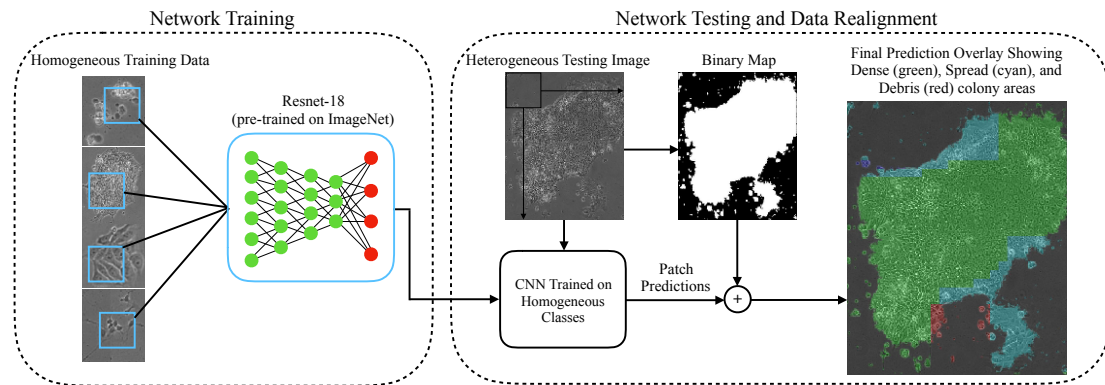 Network Training
Homogeneous Training Data
Resnet-18
(pre-trained on ImageNet)
Network Testing and Data Realignment
Heterogeneous Testing Image
Binary Map
Final Prediction Overlay Showing
Dense (green), Spread (cyan), and
Debris (red) colony areas
CNN Trained on
Homogeneous
Classes
Patch
Predictions
+